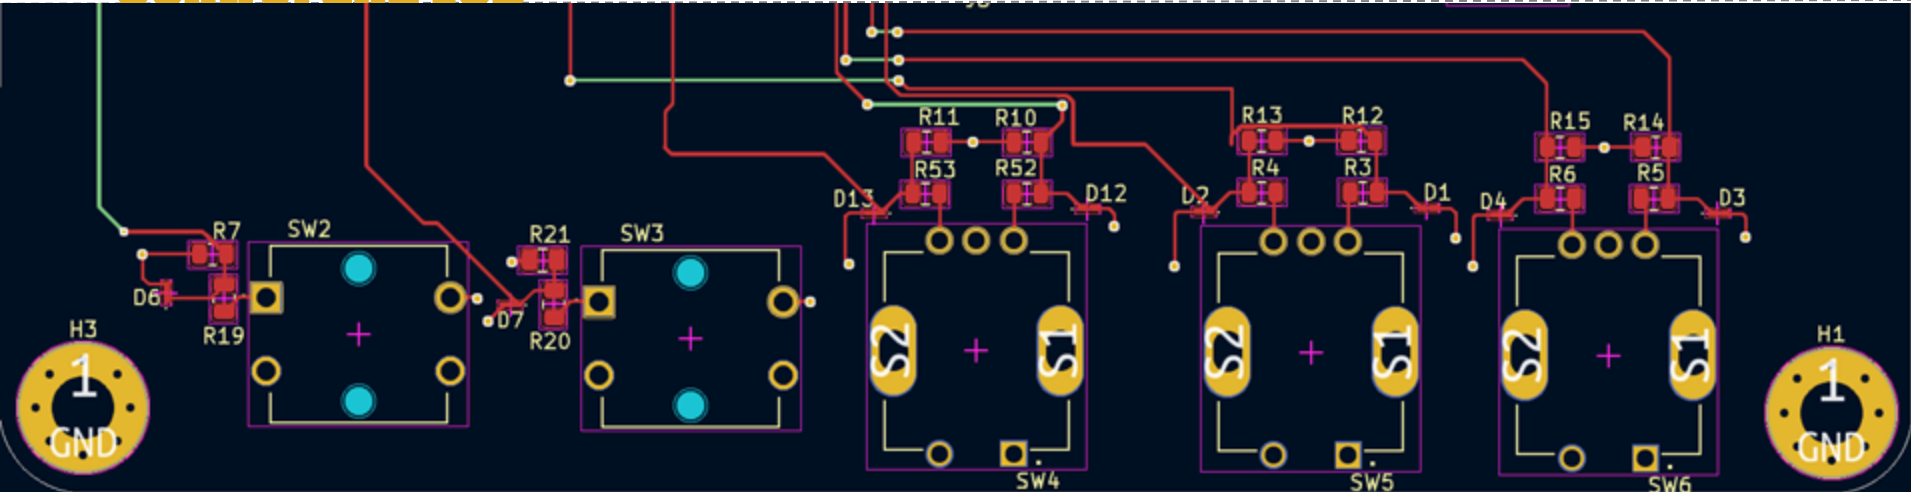 R11
R10
R13
R12
R15
R14
R53
R52
R4
R3
R6
R5
D13
D12
D2
D1
D4
D3
R7
SW2
R21
SW3
D6
D7
R19
R20
H3
1
GND
S2
S1
S2
S1
S2
S1
H1
1
GND
SW4
SW5
SW6